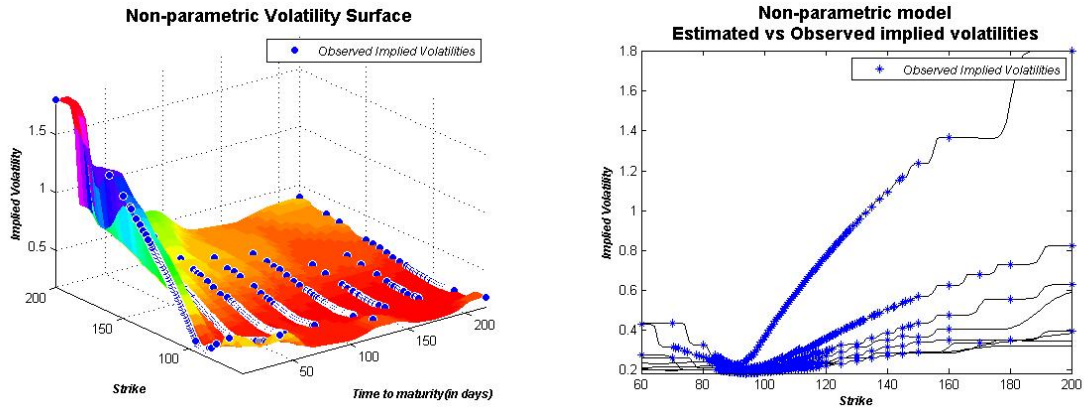 Non-parametric Volatility Surface
Observed Implied Volatilities
Implied Volatility
1.5
1
0.5
200
150
100
Strike
50
100
150
200
Time to maturity(in days)
Non-parametric model
Estimated vs Observed implied volatilities
Observed Implied Volatilities
Implied Volatility
1.8
1.6
1.4
1.2
1
0.8
0.6
0.4
0.2
60
80
100
120
140
160
180
200
Strike